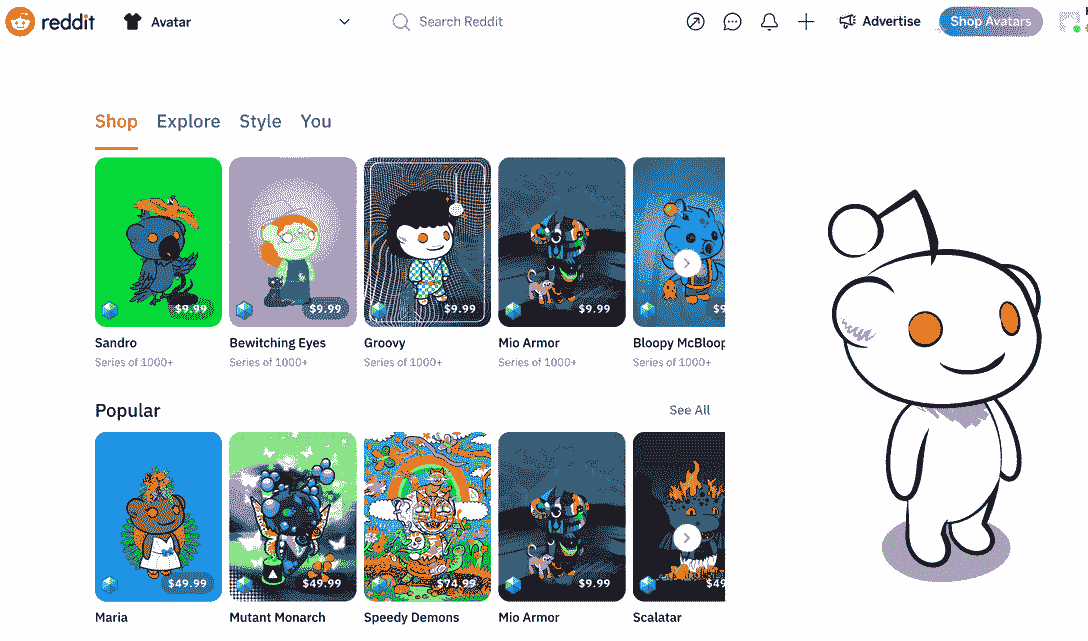 reddit Avatar Search Reddit Advertise Shop Avatars
Shop Explore Style You
$9.99 $9.99 $9.99 $9.99
Sandro Bewitching Eyes Groovy Mio Armor Bloopy McBloop
Series of 1000+ Series of 1000+ Series of 1000+ Series of 1000+ Series of 1000+
Popular See All
$49.99 $49.99 $74.99 $9.99
Maria Mutant Monarch Speedy Demons Mio Armor Scalatar